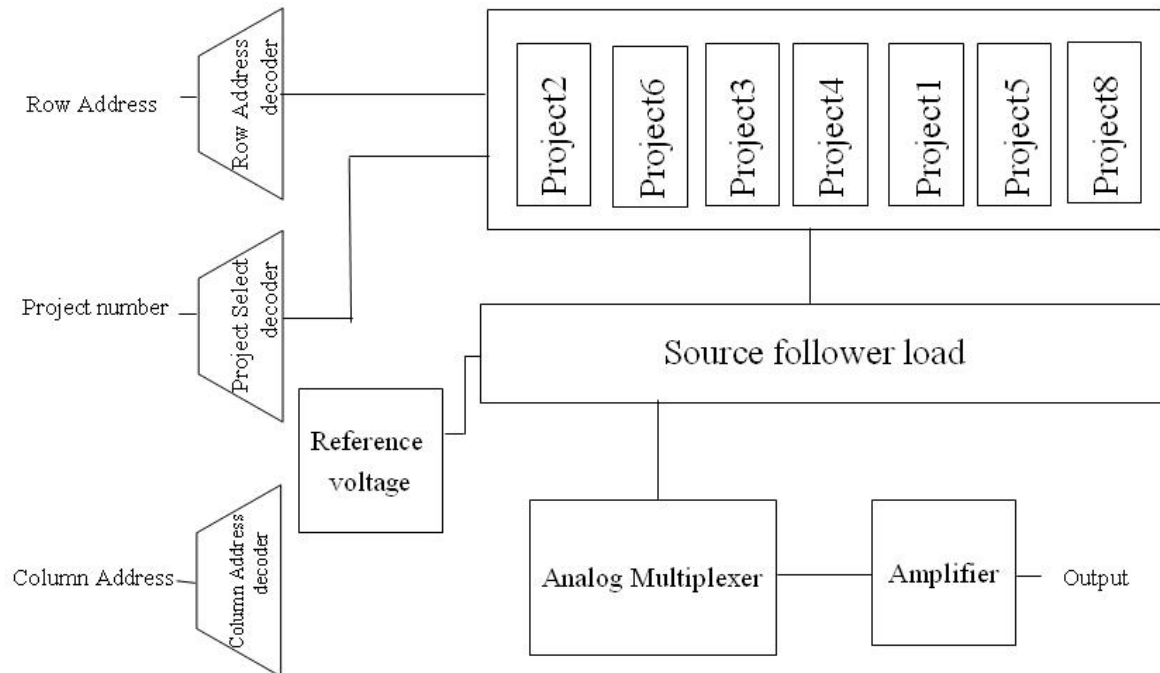 Row Address
Row Address
decoder
Project2
Project6
Project3
Project4
Project1
Project5
Project8
Project number
Project Select
decoder
Source follower load
Reference
voltage
Column Address
Column Address
decoder
Analog Multiplexer
Amplifier
Output